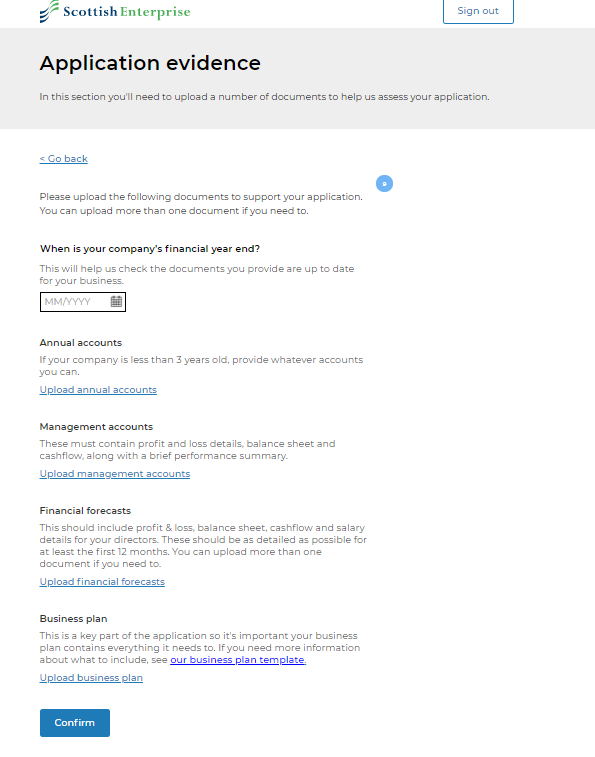 Scottish Enterprise
Sign out
Application evidence
In this section you'll need to upload a number of documents to help us assess your application.
< Go back
Please upload the following documents to support your application.
You can upload more than one document if you need to.
When is your company's financial year end?
This will help us check the documents you provide are up to date
for your business.
MM/YYYY
Annual accounts
If your company is less than 3 years old, provide whatever accounts
you can.
Upload annual accounts
Management accounts
These must contain profit and loss details, balance sheet and
cashflow, along with a brief performance summary.
Upload management accounts
Financial forecasts
This should include profit & loss, balance sheet, cashflow and salary
details for your directors. These should be as detailed as possible for
at least the first 12 months. You can upload more than one
document if you need to.
Upload financial forecasts
Business plan
This is a key part of the application so it's important your business
plan contains everything it needs to. If you need more information
about what to include, see our business plan template.
Upload business plan
Confirm